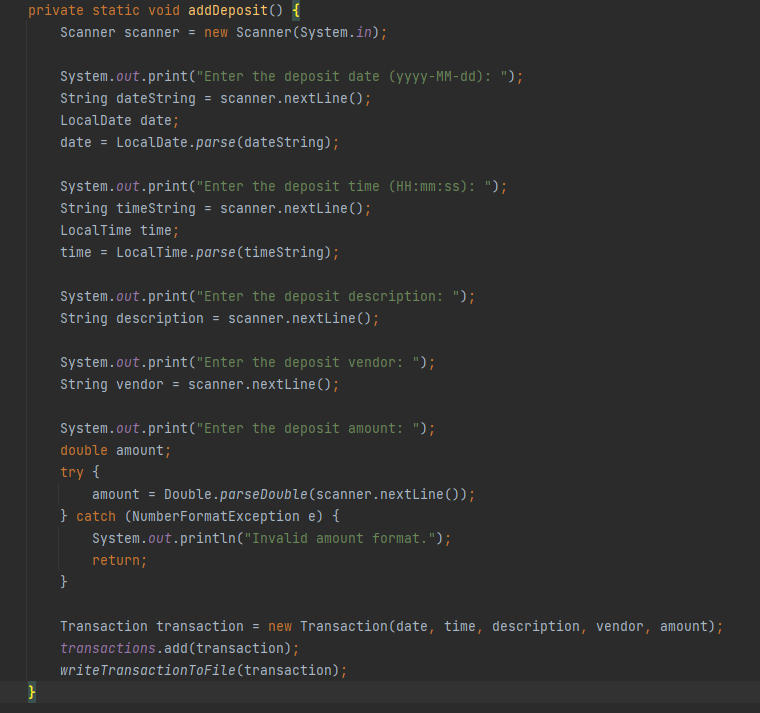 private static void addDeposit() {
    Scanner scanner = new Scanner(System.in);

    System.out.print("Enter the deposit date (yyyy-MM-dd): ");
    String dateString = scanner.nextLine();
    LocalDate date;
    date = LocalDate.parse(dateString);

    System.out.print("Enter the deposit time (HH:mm:ss): ");
    String timeString = scanner.nextLine();
    LocalTime time;
    time = LocalTime.parse(timeString);

    System.out.print("Enter the deposit description: ");
    String description = scanner.nextLine();

    System.out.print("Enter the deposit vendor: ");
    String vendor = scanner.nextLine();

    System.out.print("Enter the deposit amount: ");
    double amount;
    try {
        amount = Double.parseDouble(scanner.nextLine());
    } catch (NumberFormatException e) {
        System.out.println("Invalid amount format.");
        return;
    }

    Transaction transaction = new Transaction(date, time, description, vendor, amount);
    transactions.add(transaction);
    writeTransactionToFile(transaction);
}